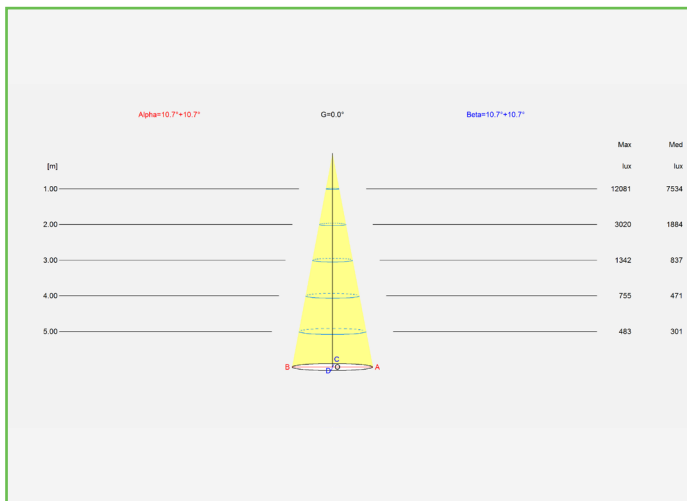 Alpha=10.7°+10.7° G=0.0° Beta=10.7°+10.7°
Max Med
[m] lux lux
1.00 12081 7534
2.00 3020 1884
3.00 1342 837
4.00 755 471
5.00 483 301
C
B D O A